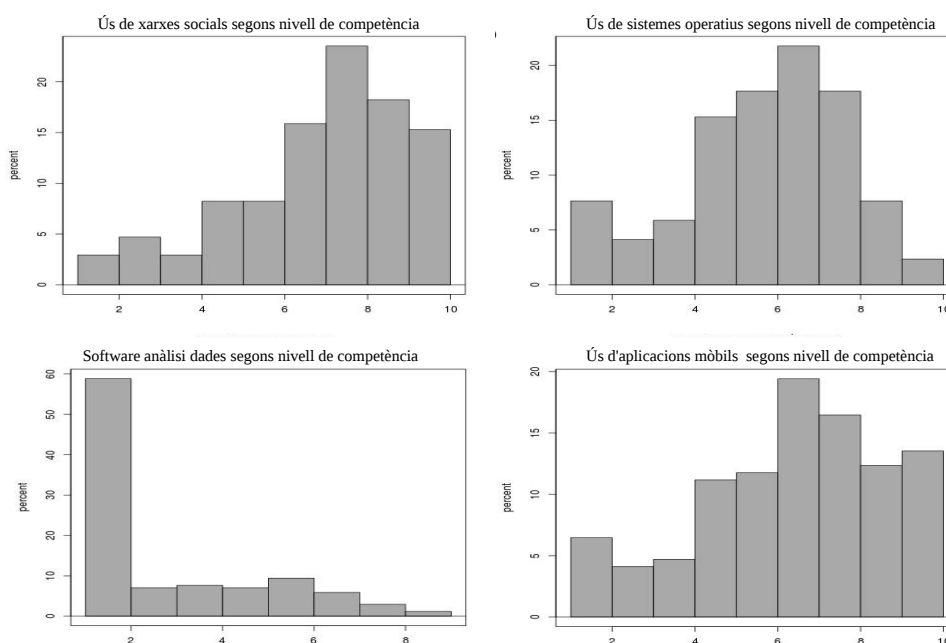 Ús de xarxes socials segons nivell de competència
percent
0 5 10 15 20
2 4 6 8 10
Ús de sistemes operatius segons nivell de competència
percent
0 5 10 15 20
2 4 6 8 10
Software anàlisi dades segons nivell de competència
percent
0 10 20 30 40 50 60
2 4 6 8
Ús d'aplicacions mòbils segons nivell de competència
percent
0 5 10 15 20
2 4 6 8 10